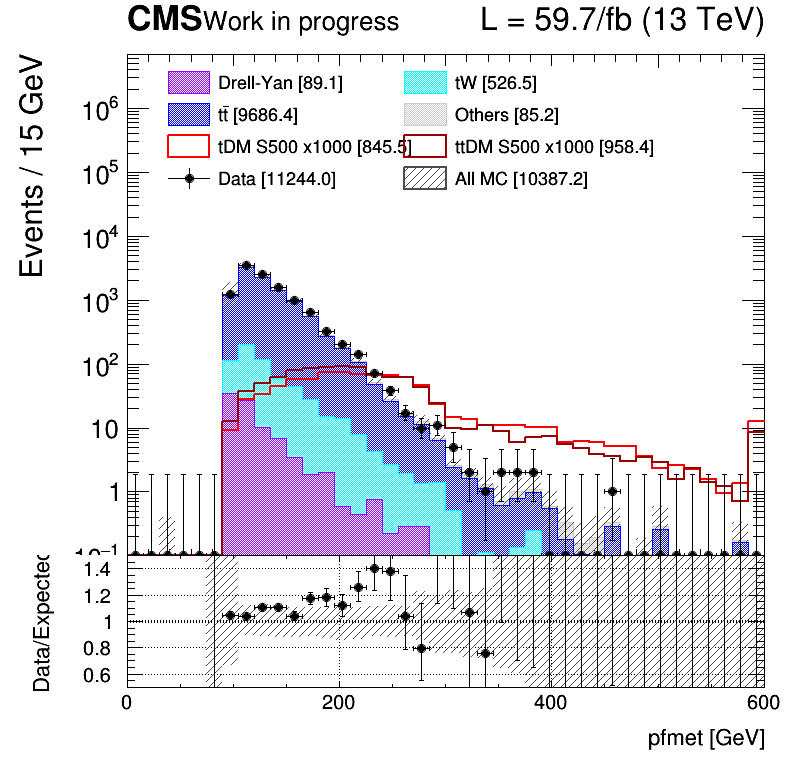 CMS Work in progress L = 59.7/fb (13 TeV)
Events / 15 GeV
Drell-Yan [89.1] tW [526.5]
tt̄ [9686.4] Others [85.2]
tDM S500 x1000 [845.5] ttDM S500 x1000 [958.4]
Data [11244.0] All MC [10387.2]
10⁶
10⁵
10⁴
10³
10²
10
1
10⁻¹
Data/Expected
1.4
1.2
1
0.8
0.6
0 200 400 600
pfmet [GeV]